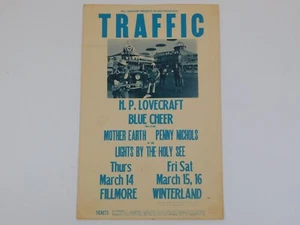 TRAFFIC
H. P. LOVECRAFT
BLUE CHEER
MOTHER EARTH PENNY NICHOLS
LIGHTS BY THE HOLY SEE
Thurs Fri Sat
March 14 March 15, 16
FILLMORE WINTERLAND
TICKETS